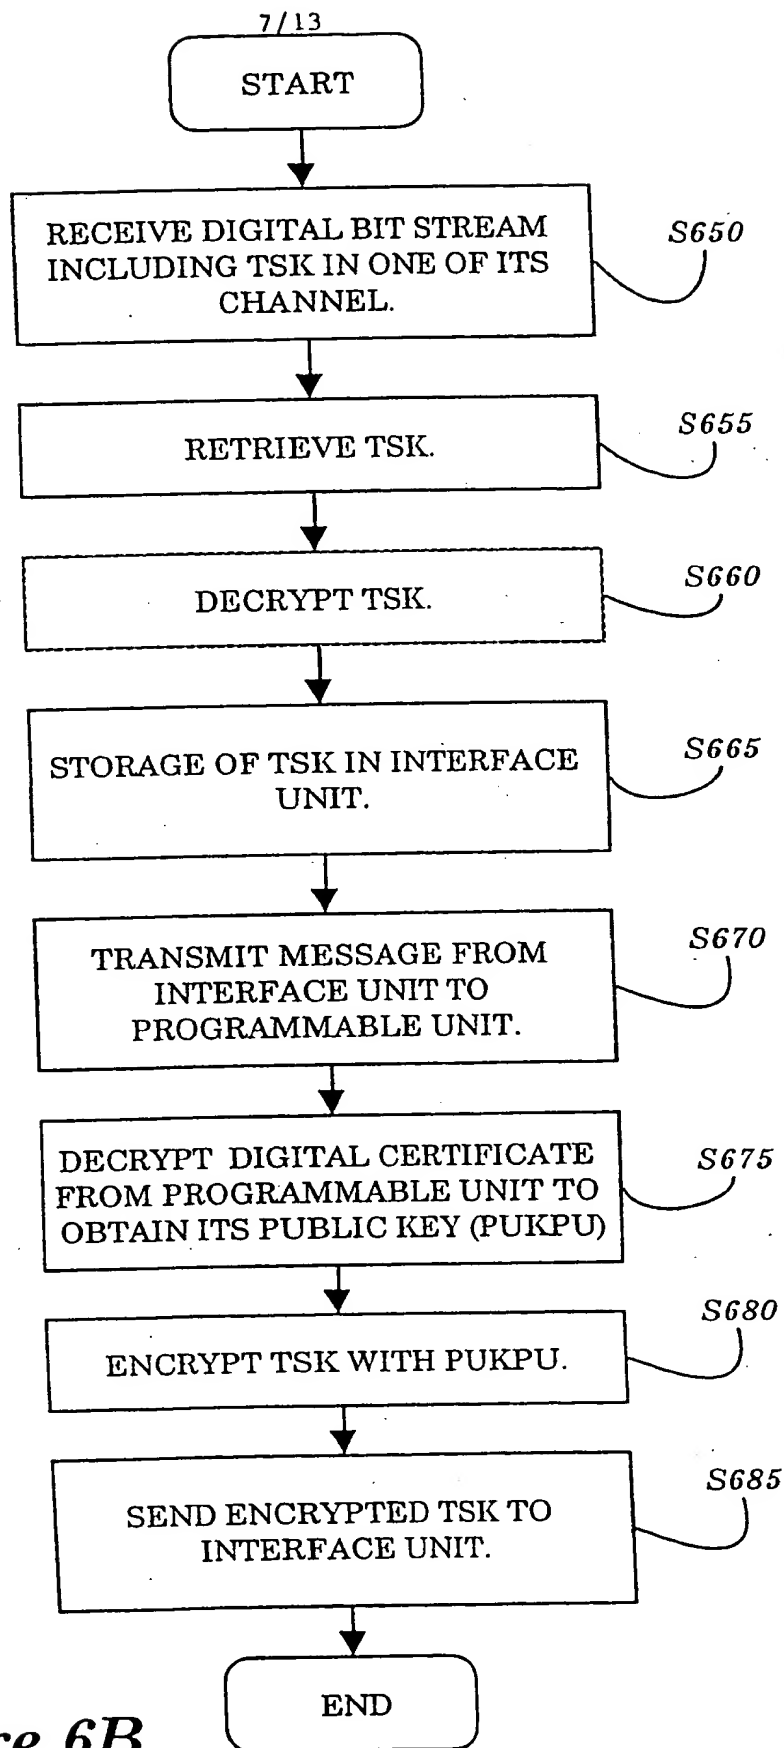 7/13
START
RECEIVE DIGITAL BIT STREAM
INCLUDING TSK IN ONE OF ITS
CHANNEL.
S650
RETRIEVE TSK.
S655
DECRYPT TSK.
S660
STORAGE OF TSK IN INTERFACE
UNIT.
S665
TRANSMIT MESSAGE FROM
INTERFACE UNIT TO
PROGRAMMABLE UNIT.
S670
DECRYPT DIGITAL CERTIFICATE
FROM PROGRAMMABLE UNIT TO
OBTAIN ITS PUBLIC KEY (PUKPU)
S675
ENCRYPT TSK WITH PUKPU.
S680
SEND ENCRYPTED TSK TO
INTERFACE UNIT.
S685
END
6B